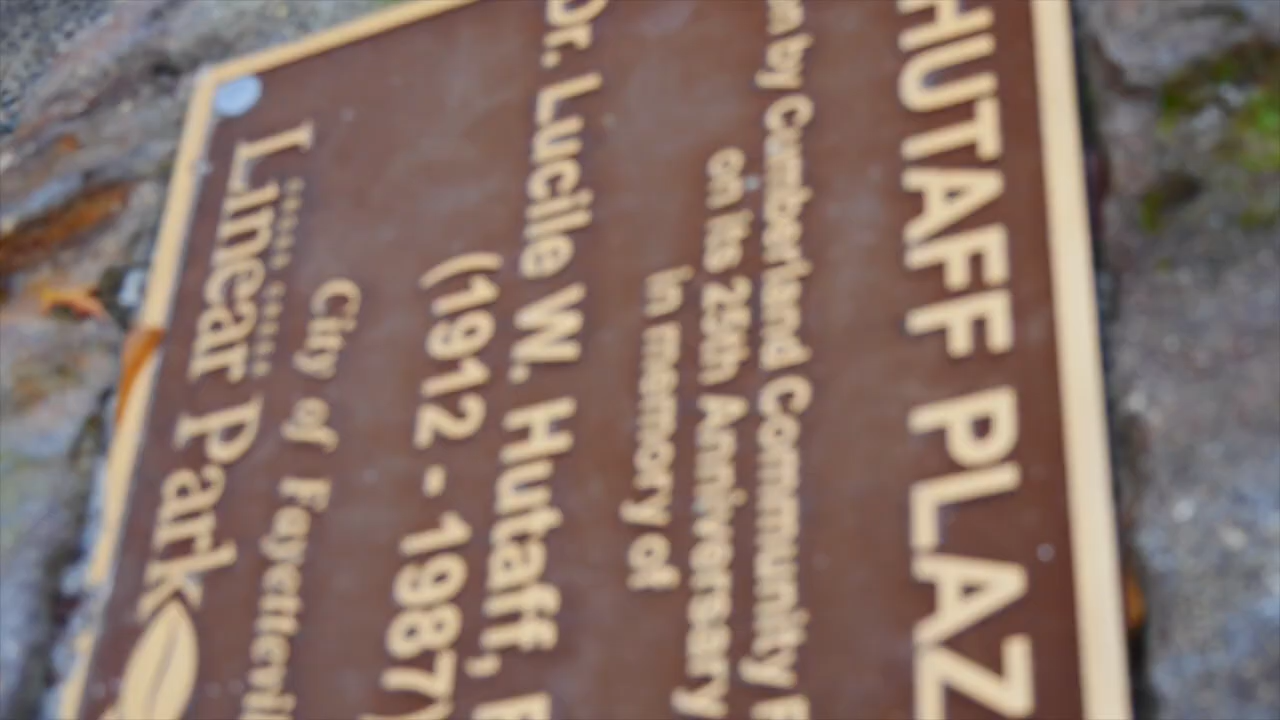 HUTAFF PLAZ
n by Cumberland Community F
on its 25th Anniversary
in memory of
Dr. Lucile W. Hutaff,
(1912 - 1987)
City of Fayettevil
Linear Park